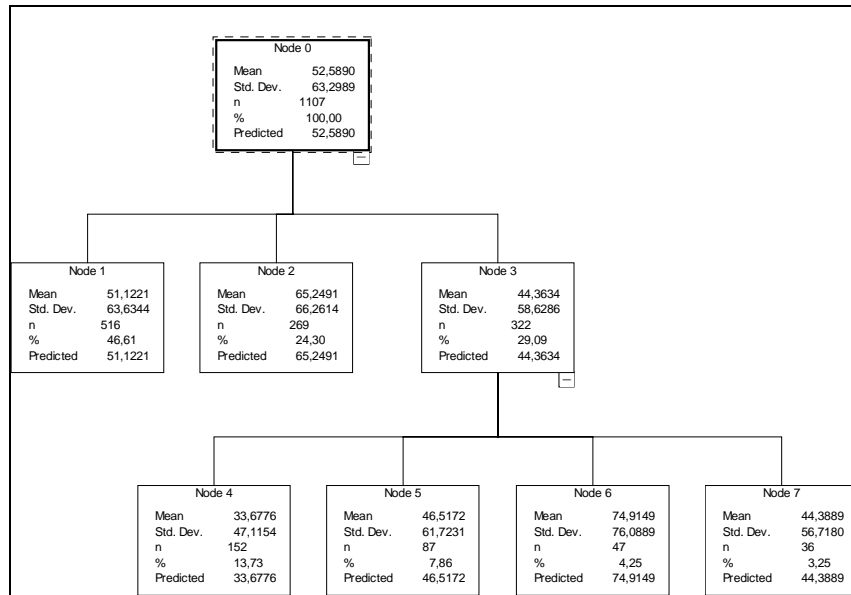 Node 0
Mean 52,5890
Std. Dev. 63,2989
n 1107
% 100,00
Predicted 52,5890
Node 1
Mean 51,1221
Std. Dev. 63,6344
n 516
% 46,61
Predicted 51,1221
Node 2
Mean 65,2491
Std. Dev. 66,2614
n 269
% 24,30
Predicted 65,2491
Node 3
Mean 44,3634
Std. Dev. 58,6286
n 322
% 29,09
Predicted 44,3634
Node 4
Mean 33,6776
Std. Dev. 47,1154
n 152
% 13,73
Predicted 33,6776
Node 5
Mean 46,5172
Std. Dev. 61,7231
n 87
% 7,86
Predicted 46,5172
Node 6
Mean 74,9149
Std. Dev. 76,0889
n 47
% 4,25
Predicted 74,9149
Node 7
Mean 44,3889
Std. Dev. 56,7180
n 36
% 3,25
Predicted 44,3889